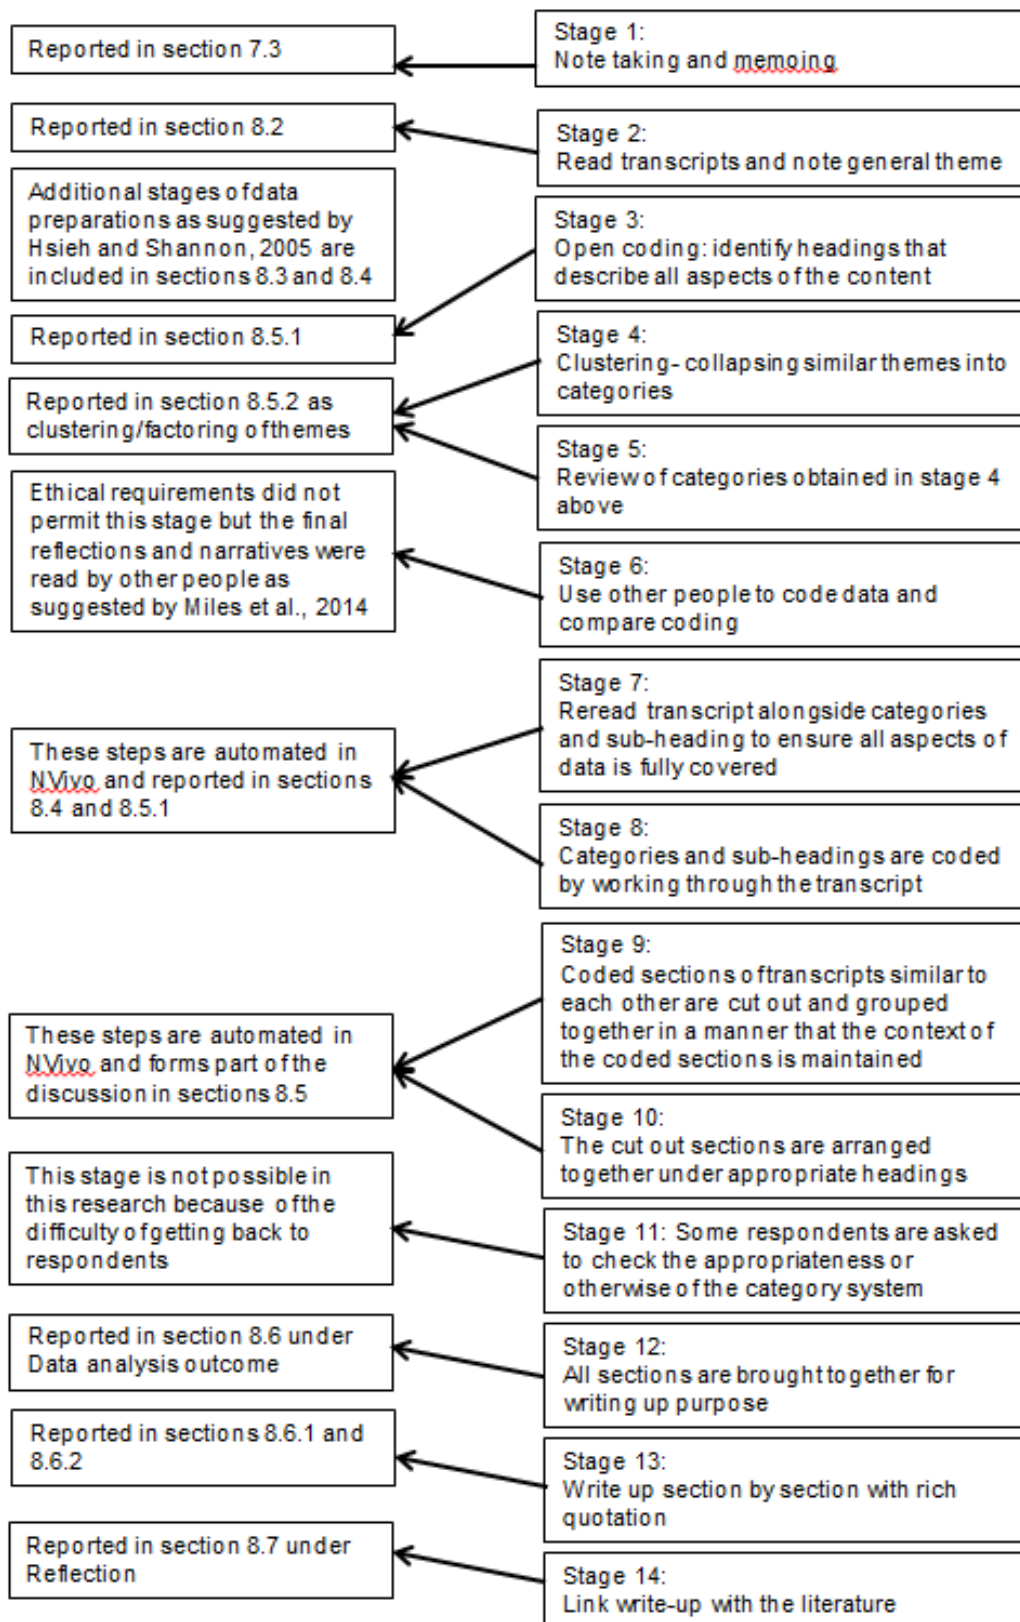 Reported in section 7.3
Stage 1:
Note taking and memoing
Reported in section 8.2
Stage 2:
Read transcripts and note general theme
Additional stages of data
preparations as suggested by
Hsieh and Shannon, 2005 are
included in sections 8.3 and 8.4
Stage 3:
Open coding: identify headings that
describe all aspects of the content
Reported in section 8.5.1
Stage 4:
Clustering- collapsing similar themes into
categories
Reported in section 8.5.2 as
clustering/factoring of themes
Stage 5:
Review of categories obtained in stage 4
above
Ethical requirements did not
permit this stage but the final
reflections and narratives were
read by other people as
suggested by Miles et al., 2014
Stage 6:
Use other people to code data and
compare coding
Stage 7:
Reread transcript alongside categories
and sub-heading to ensure all aspects of
data is fully covered
These steps are automated in
NVivo and reported in sections
8.4 and 8.5.1
Stage 8:
Categories and sub-headings are coded
by working through the transcript
Stage 9:
Coded sections of transcripts similar to
each other are cut out and grouped
together in a manner that the context of
the coded sections is maintained
These steps are automated in
NVivo and forms part of the
discussion in sections 8.5
Stage 10:
The cut out sections are arranged
together under appropriate headings
This stage is not possible in
this research because of the
difficulty of getting back to
respondents
Stage 11: Some respondents are asked
to check the appropriateness or
otherwise of the category system
Reported in section 8.6 under
Data analysis outcome
Stage 12:
All sections are brought together for
writing up purpose
Reported in sections 8.6.1 and
8.6.2
Stage 13:
Write up section by section with rich
quotation
Reported in section 8.7 under
Reflection
Stage 14:
Link write-up with the literature